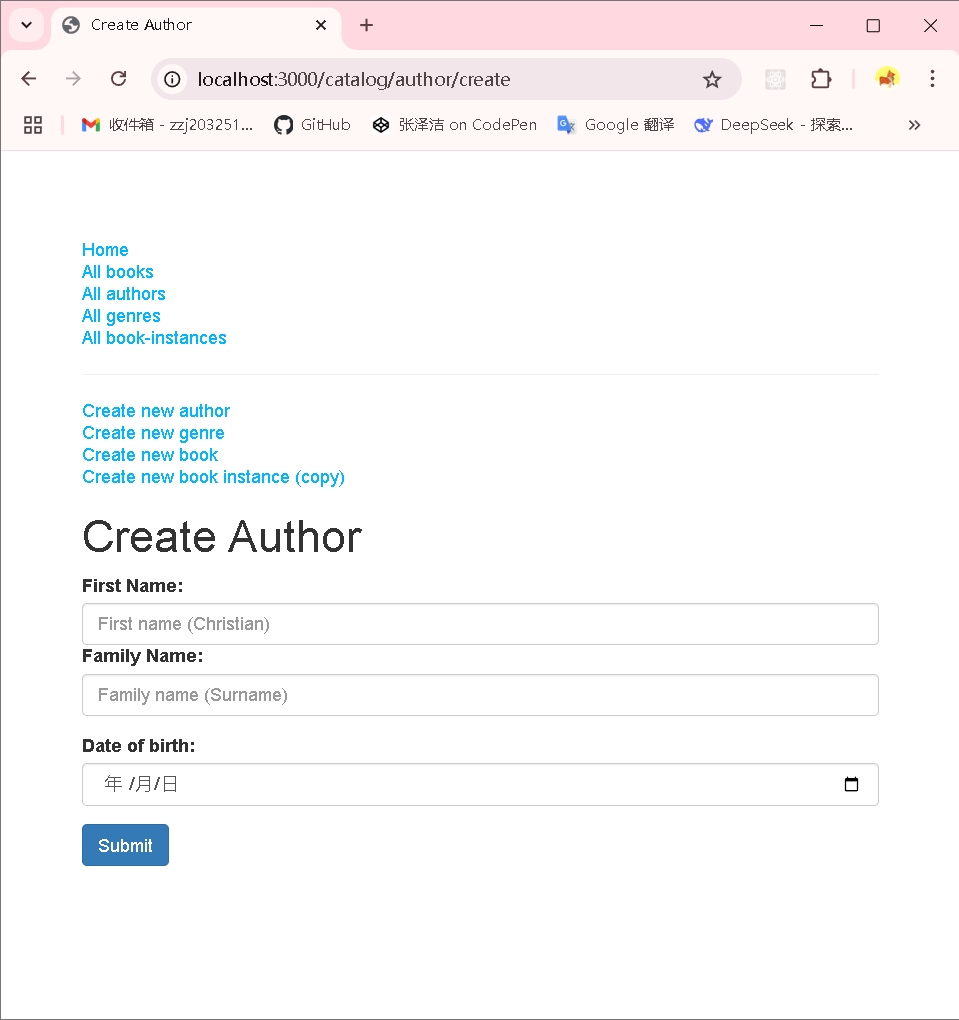 Create Author
localhost:3000/catalog/author/create
收件箱 - zzj203251... GitHub 张泽洁 on CodePen Google 翻译 DeepSeek - 探索...
Home
All books
All authors
All genres
All book-instances
Create new author
Create new genre
Create new book
Create new book instance (copy)
Create Author
First Name:
First name (Christian)
Family Name:
Family name (Surname)
Date of birth:
年 /月/日
Submit